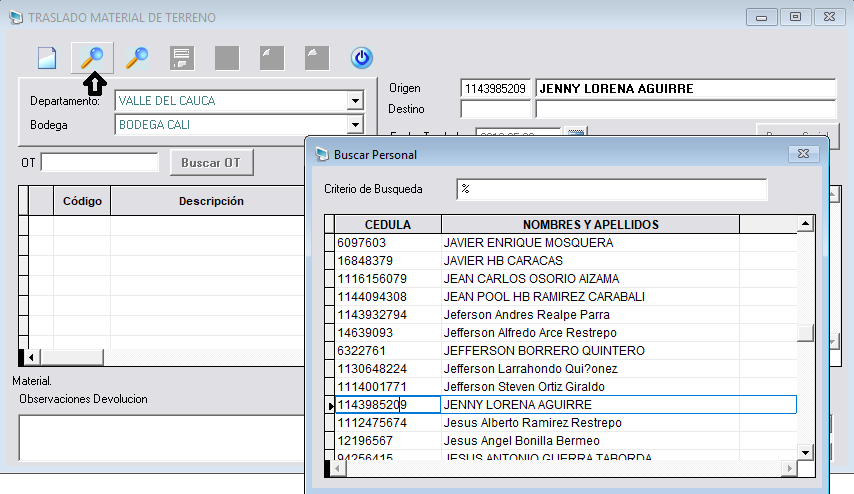 TRASLADO MATERIAL DE TERRENO
Departamento: VALLE DEL CAUCA
Bodega BODEGA CALI
Origen 1143985209 JENNY LORENA AGUIRRE
Destino
OT Buscar OT
Código Descripción
Material.
Observaciones Devolucion
Buscar Personal
Criterio de Busqueda %
CEDULA NOMBRES Y APELLIDOS
6097603 JAVIER ENRIQUE MOSQUERA
16848379 JAVIER HB CARACAS
1116156079 JEAN CARLOS OSORIO AIZAMA
1144094308 JEAN POOL HB RAMIREZ CARABALI
1143932794 Jeferson Andres Realpe Parra
14639093 Jefferson Alfredo Arce Restrepo
6322761 JEFFERSON BORRERO QUINTERO
1130648224 Jefferson Larrahondo Qui?onez
1114001771 Jefferson Steven Ortiz Giraldo
1143985209 JENNY LORENA AGUIRRE
1112475674 Jesus Alberto Ramirez Restrepo
12196567 Jesus Angel Bonilla Bermeo
94256415 JESUS ANTONIO GUERRA TABORDA